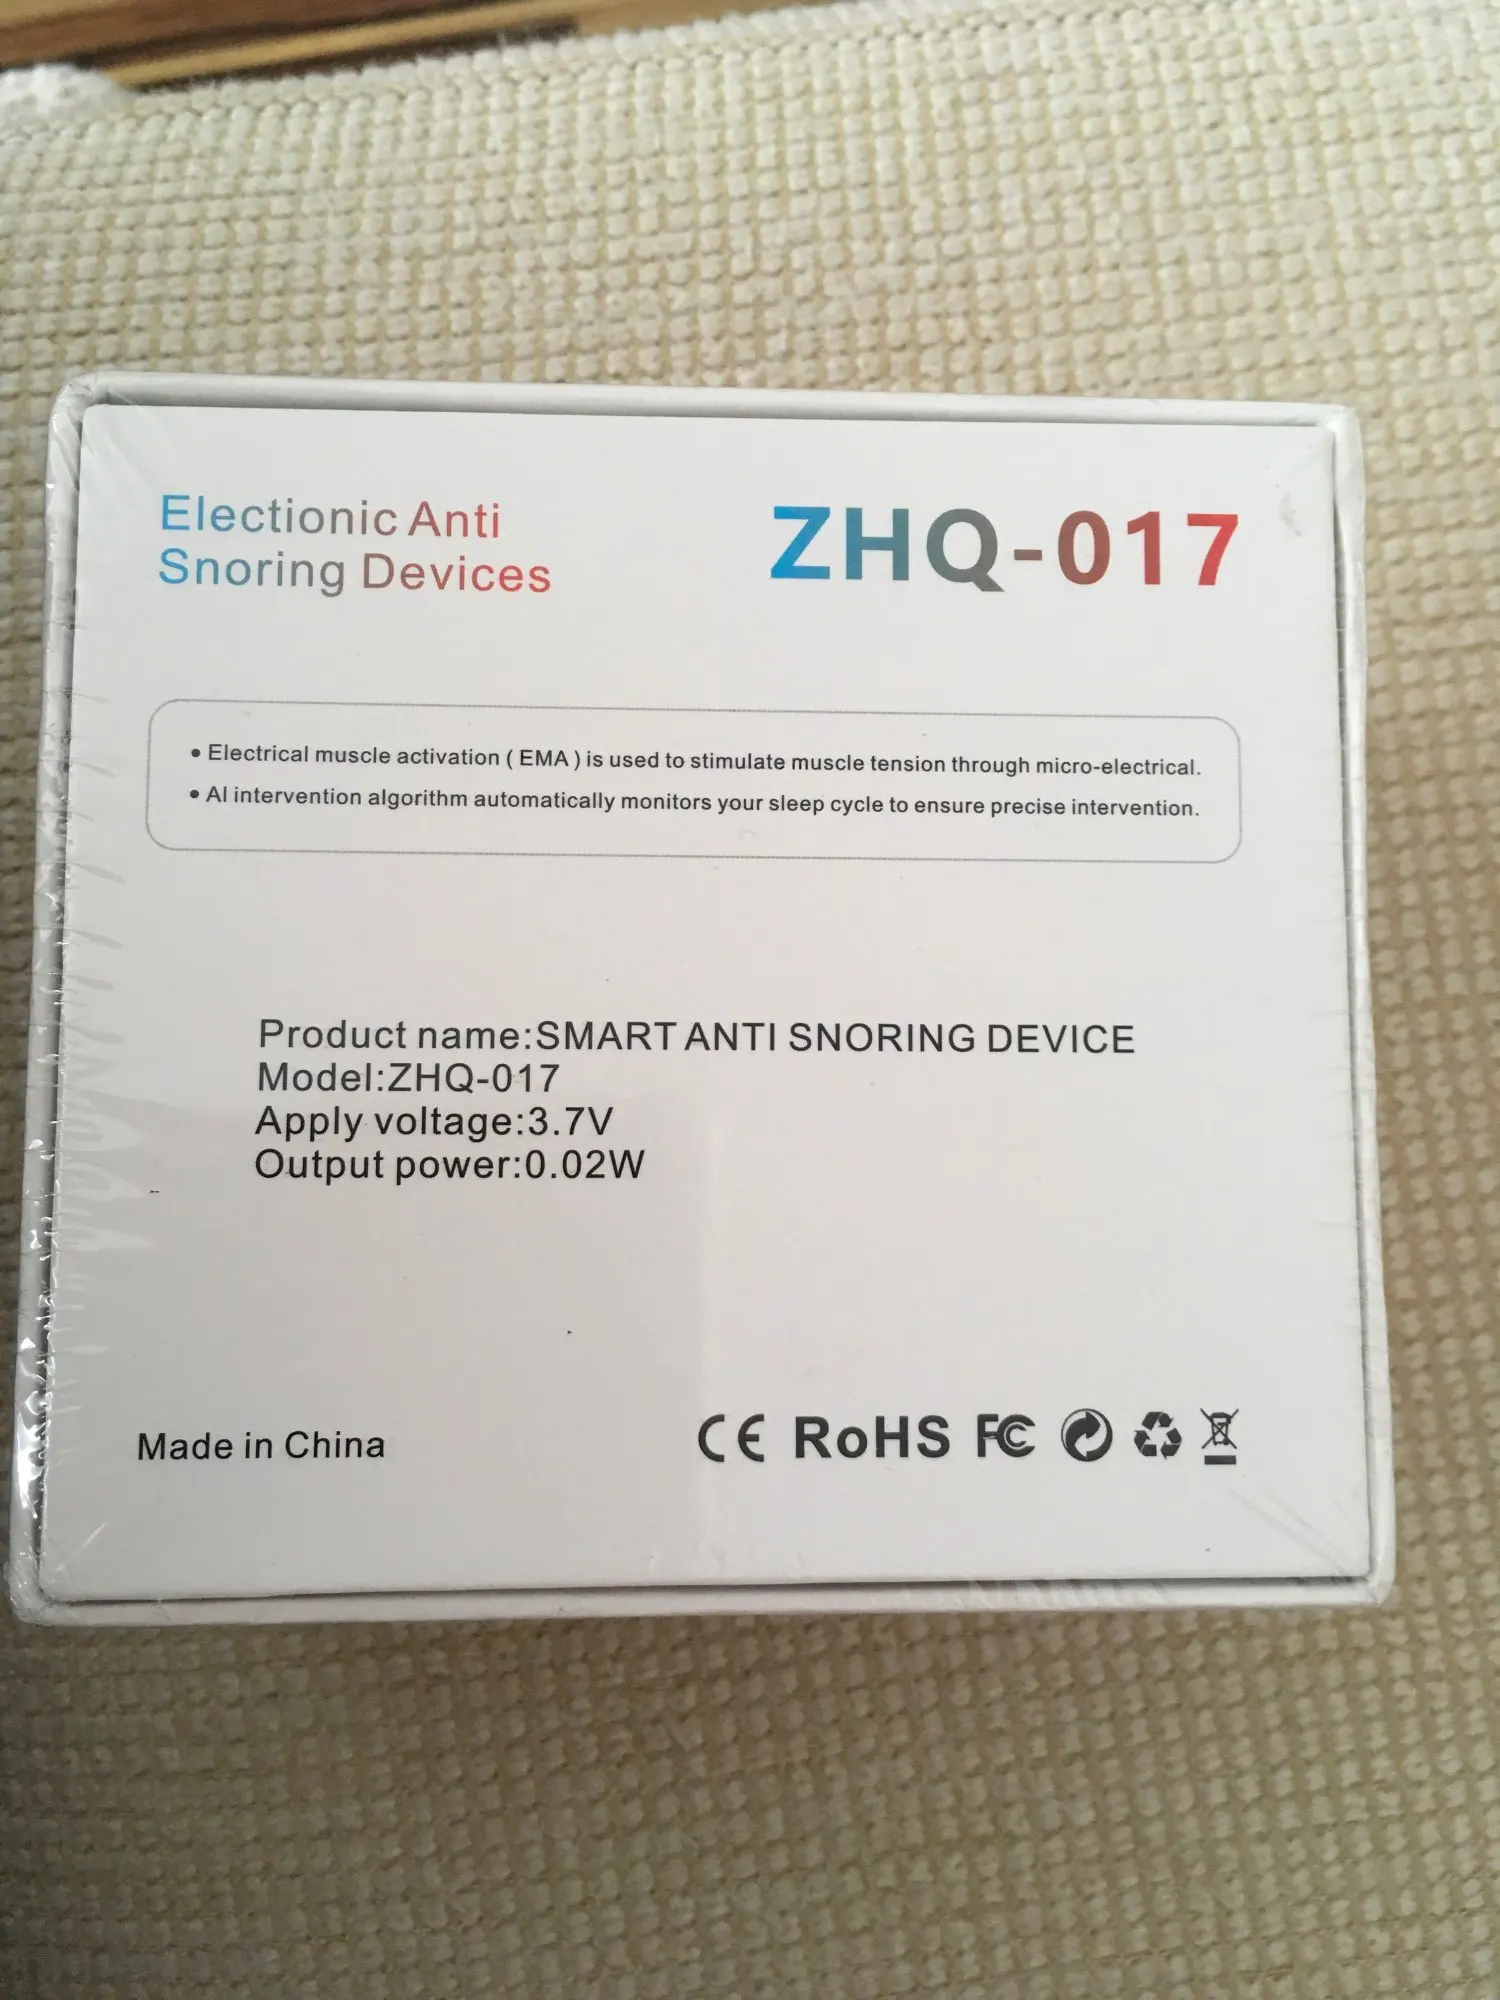 Electionic Anti
Snoring Devices
ZHQ-017
• Electrical muscle activation ( EMA ) is used to stimulate muscle tension through micro-electrical.
• AI intervention algorithm automatically monitors your sleep cycle to ensure precise intervention.
Product name:SMART ANTI SNORING DEVICE
Model:ZHQ-017
Apply voltage:3.7V
Output power:0.02W
Made in China
CE RoHS FC